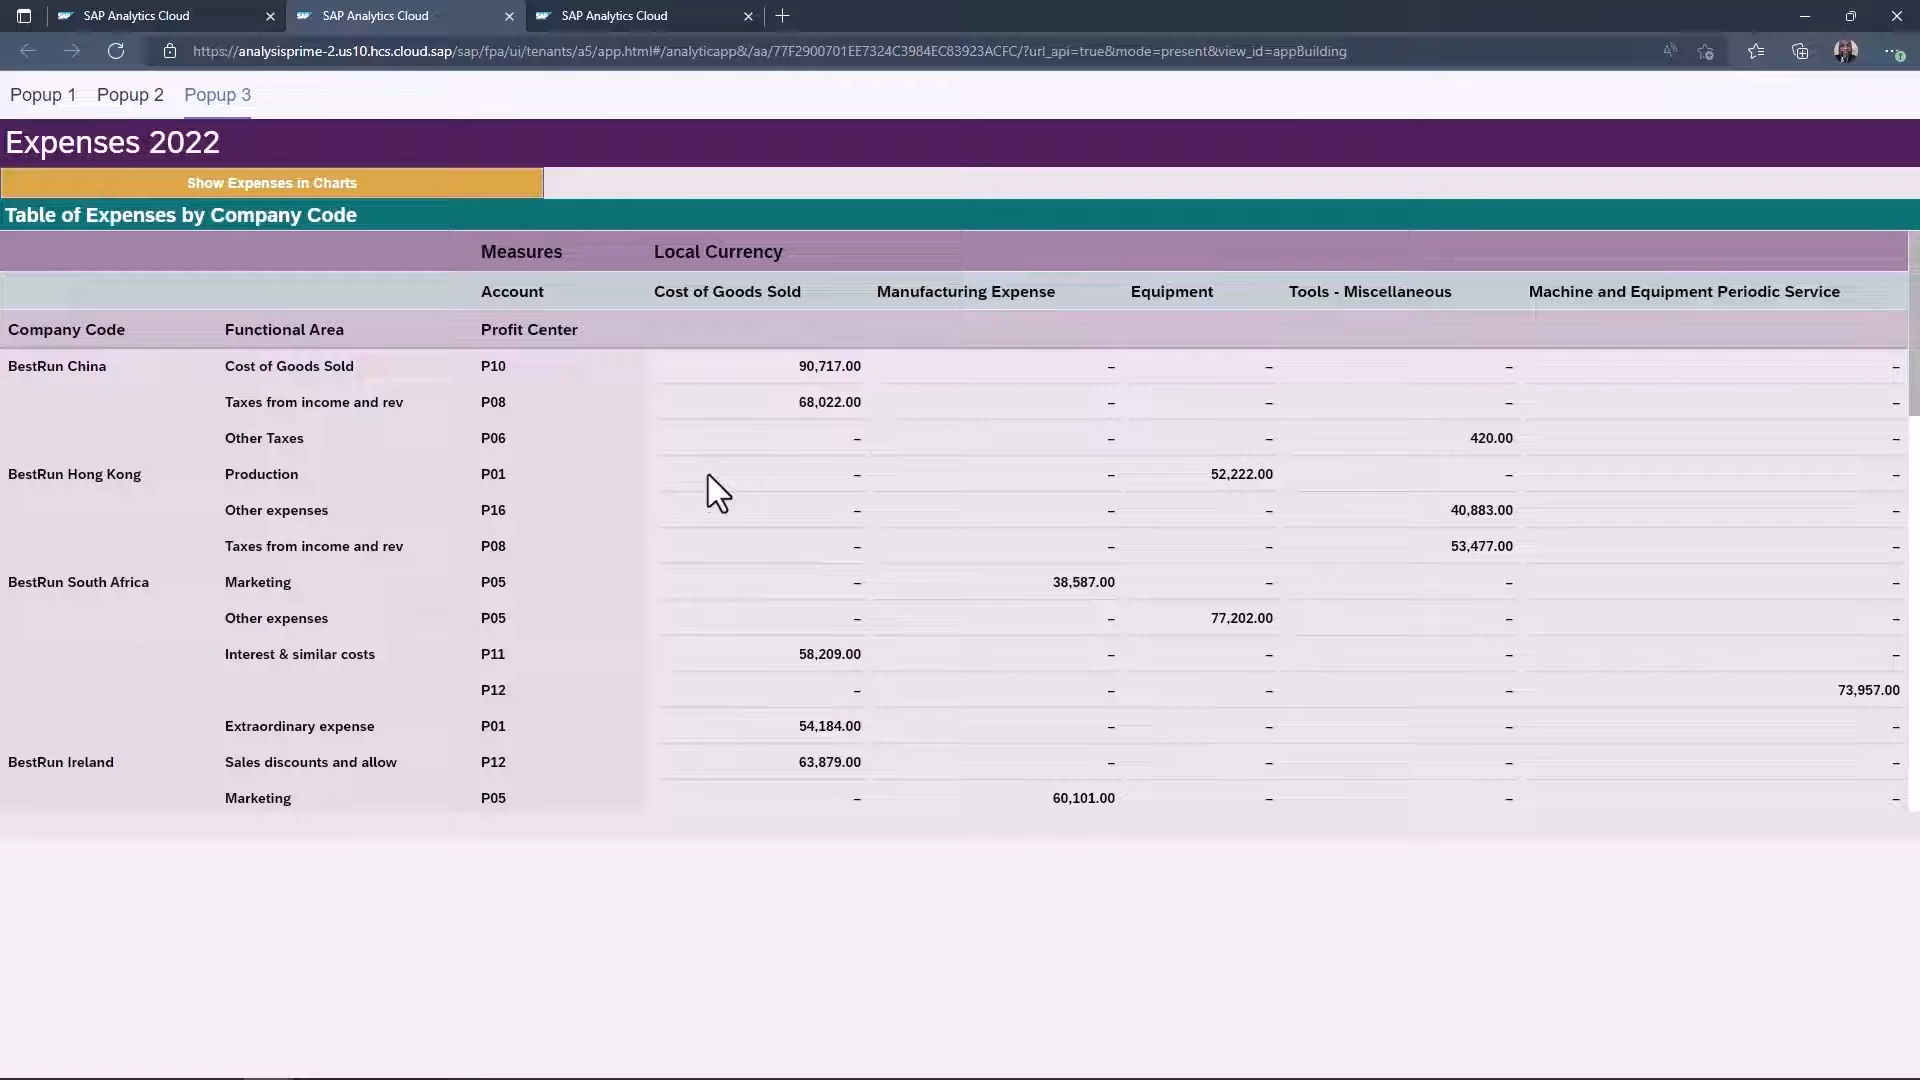 SAP Analytics Cloud SAP Analytics Cloud SAP Analytics Cloud
https://analysisprime-2.us10.hcs.cloud.sap/sap/fpa/ui/tenants/a5/app.html#/analyticapp&/aa/77F2900701EE7324C3984EC83923ACFC/?url_api=true&mode=present&view_id=appBuilding
Popup 1 Popup 2 Popup 3
Expenses 2022
Show Expenses in Charts
Table of Expenses by Company Code
Measures Local Currency
Account Cost of Goods Sold Manufacturing Expense Equipment Tools - Miscellaneous Machine and Equipment Periodic Service
Company Code Functional Area Profit Center
BestRun China Cost of Goods Sold P10 90,717.00 – – – –
Taxes from income and rev P08 68,022.00 – – – –
Other Taxes P06 – – – 420.00 –
BestRun Hong Kong Production P01 – – 52,222.00 – –
Other expenses P16 – – – 40,883.00 –
Taxes from income and rev P08 – – – 53,477.00 –
BestRun South Africa Marketing P05 – 38,587.00 – – –
Other expenses P05 – – 77,202.00 – –
Interest & similar costs P11 58,209.00 – – – –
P12 – – – – 73,957.00
Extraordinary expense P01 54,184.00 – – – –
BestRun Ireland Sales discounts and allow P12 63,879.00 – – – –
Marketing P05 – 60,101.00 – – –